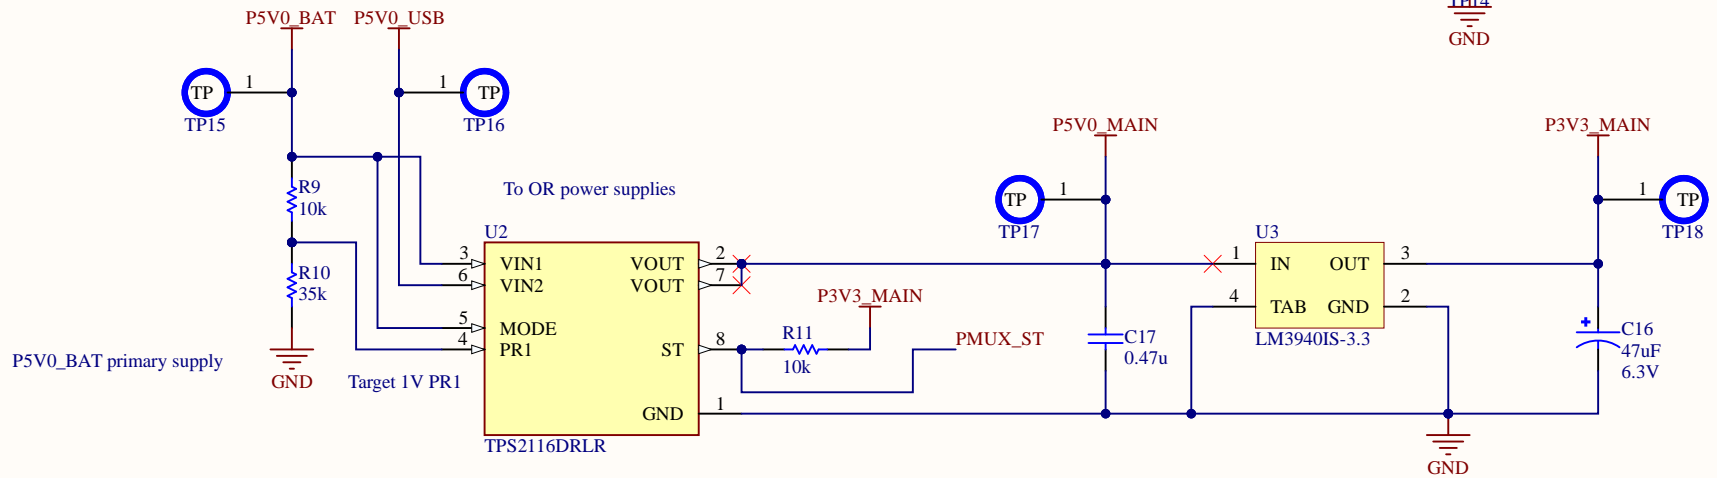 P5V0_BAT
P5V0_USB
GND
TP 1
TP15
1 TP
TP16
P5V0_MAIN
P3V3_MAIN
R9
10k
To OR power supplies
TP 1
TP17
1 TP
TP18
U2
3 VIN1
6 VIN2
5 MODE
4 PR1
VOUT 2
VOUT 7
ST 8
GND 1
TPS2116DRLR
R10
35k
GND
P5V0_BAT primary supply
Target 1V PR1
P3V3_MAIN
R11
10k
PMUX_ST
C17
0.47u
U3
1 IN
4 TAB
OUT 3
GND 2
LM3940IS-3.3
C16
47uF
6.3V
GND